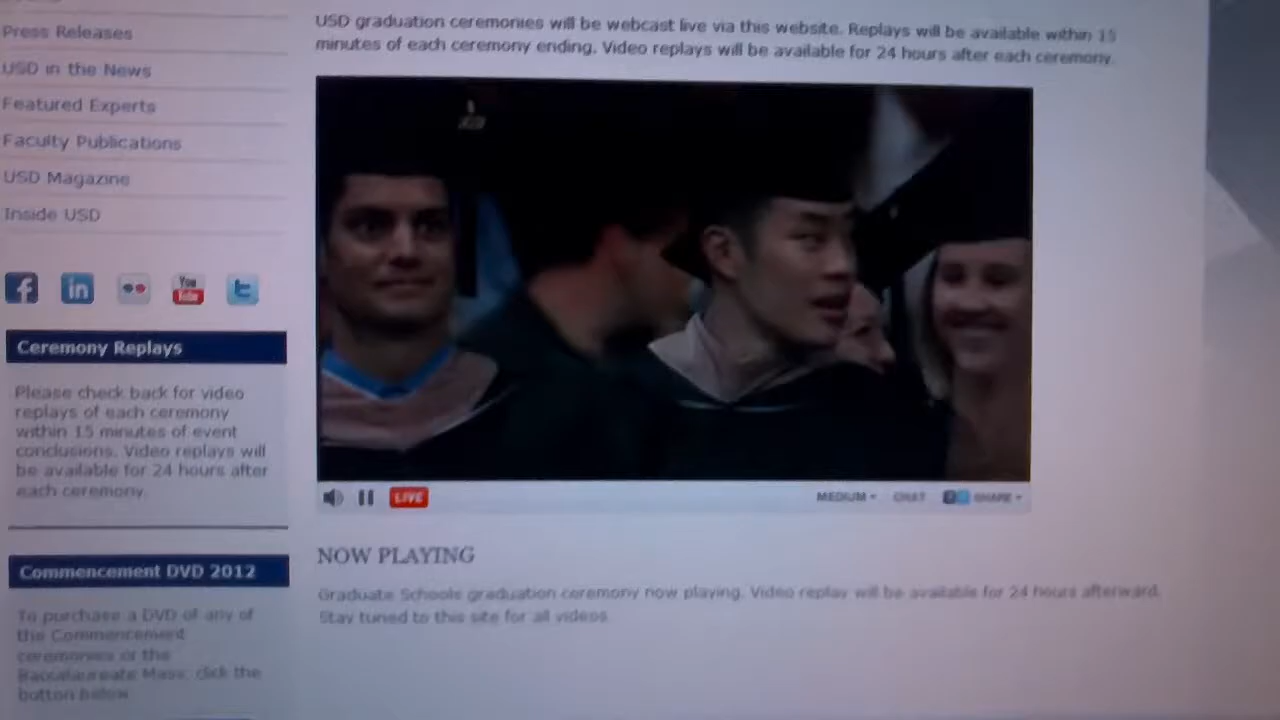 Press Releases
USD in the News
Featured Experts
Faculty Publications
USD Magazine
Inside USD
in
You
Tube
Ceremony Replays
Please check back for video
replays of each ceremony
within 15 minutes of event
conclusions. Video replays will
be available for 24 hours after
each ceremony.
Commencement DVD 2012
To purchase a DVD of any of
the Commencement
ceremonies or the
Baccalaureate Mass, click the
button below
USD graduation ceremonies will be webcast live via this website. Replays will be available within 15
minutes of each ceremony ending. Video replays will be available for 24 hours after each ceremony.
LIVE
MEDIUM
CHAT
SHARE
NOW PLAYING
Graduate Schools graduation ceremony now playing. Video replay will be available for 24 hours afterward.
Stay tuned to this site for all videos.